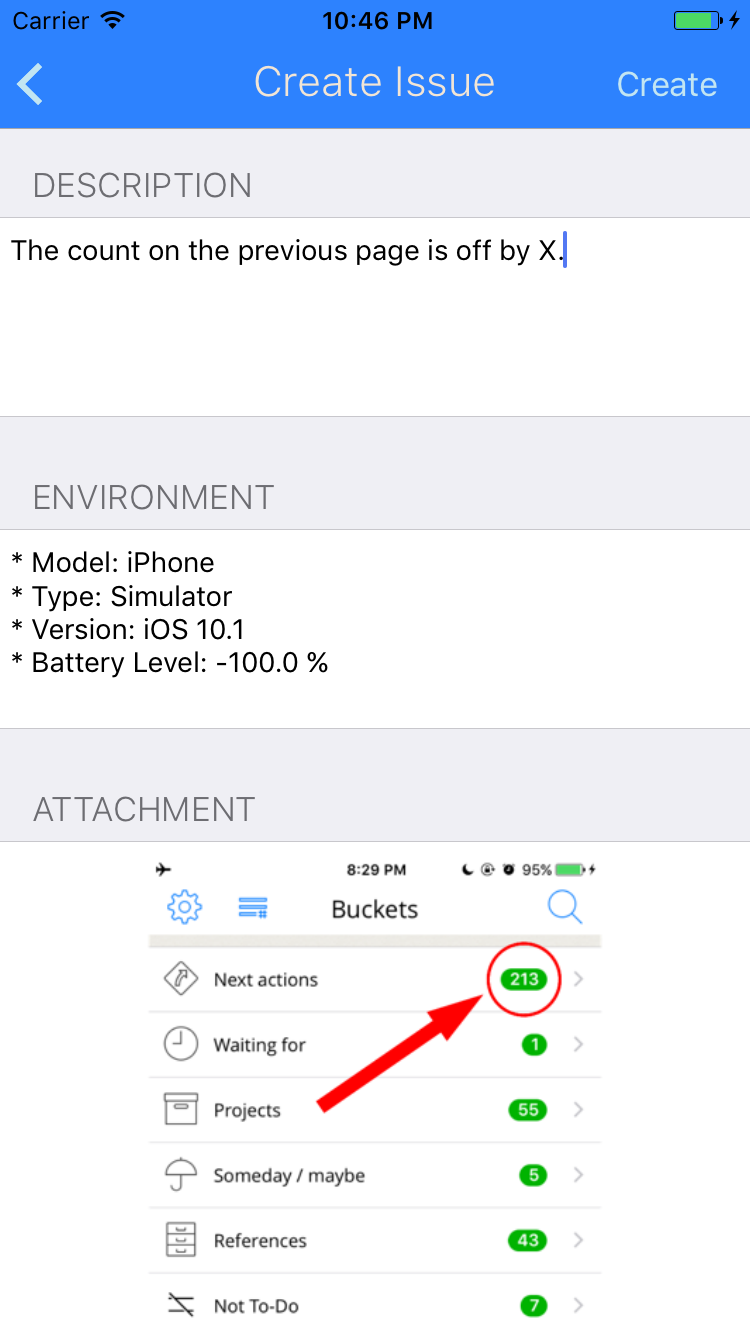 Carrier 10:46 PM
Create Issue Create
DESCRIPTION
The count on the previous page is off by X.
ENVIRONMENT
* Model: iPhone
* Type: Simulator
* Version: iOS 10.1
* Battery Level: -100.0 %
ATTACHMENT
8:29 PM 95%
Buckets
Next actions 213
Waiting for 1
Projects 55
Someday / maybe 5
References 43
Not To-Do 7